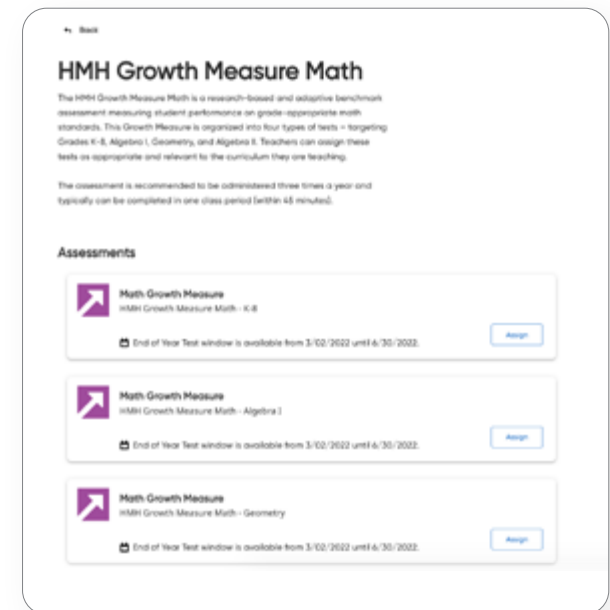 Back
HMH Growth Measure Math
The HMH Growth Measure Math is a research-based and adaptive benchmark
assessment measuring student performance on grade-appropriate math
standards. This Growth Measure is organized into four types of tests – targeting
Grades K-8, Algebra I, Geometry, and Algebra II. Teachers can assign these
tests as appropriate and relevant to the curriculum they are teaching.
The assessment is recommended to be administered three times a year and
typically can be completed in one class period (within 45 minutes).
Assessments
Math Growth Measure
HMH Growth Measure Math - K-8
End of Year Test window is available from 3/02/2022 until 6/30/2022.
Assign
Math Growth Measure
HMH Growth Measure Math - Algebra I
End of Year Test window is available from 3/02/2022 until 6/30/2022.
Assign
Math Growth Measure
HMH Growth Measure Math - Geometry
End of Year Test window is available from 3/02/2022 until 6/30/2022.
Assign